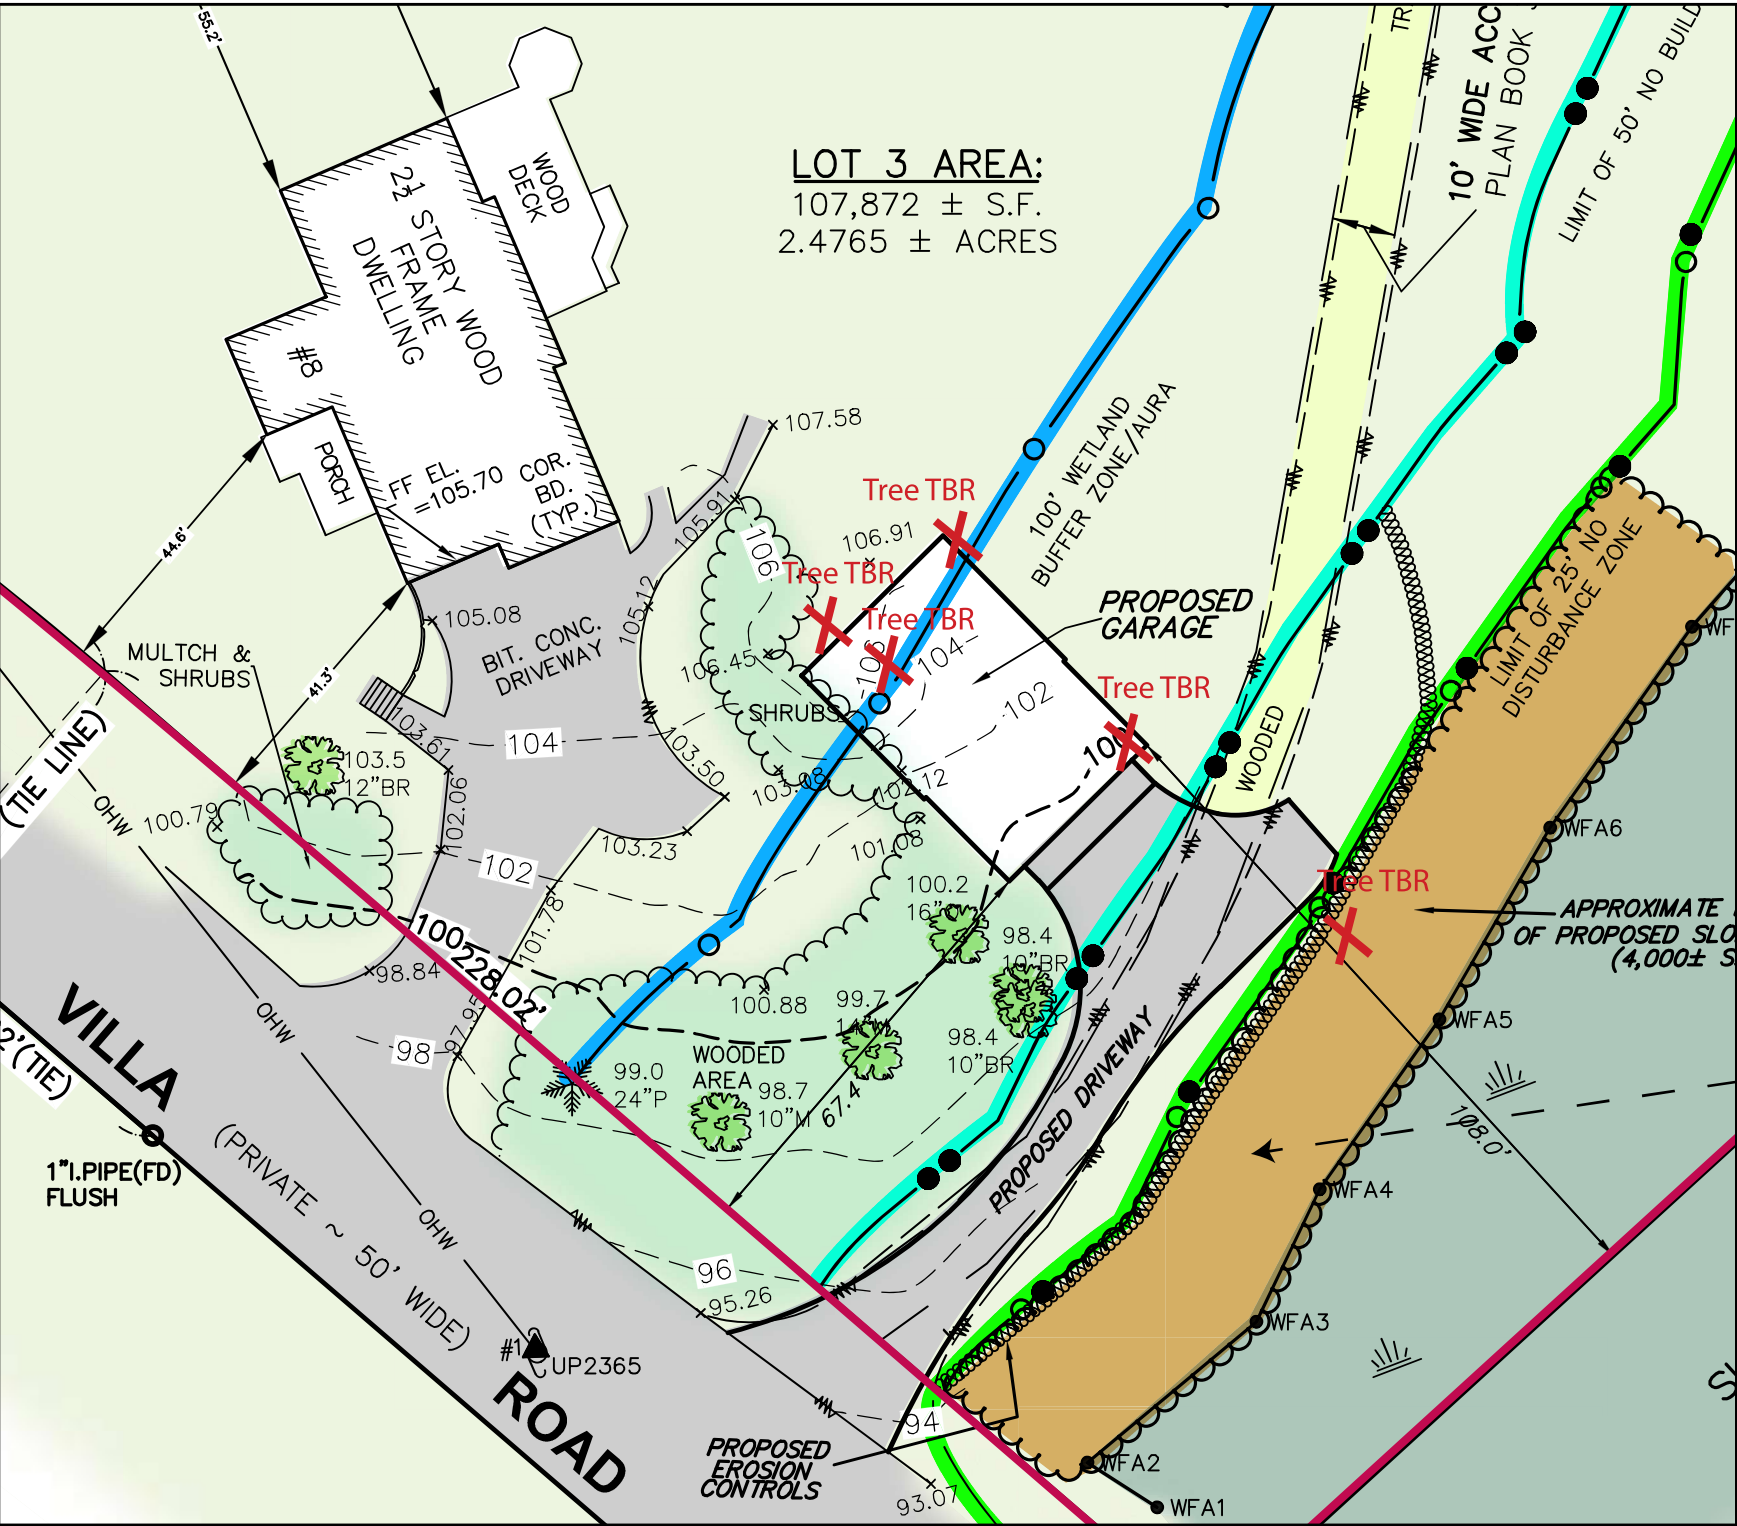 55.2'
TR
10' WIDE ACC
PLAN BOOK
LIMIT OF 50' NO BUILD
WOOD
DECK
LOT 3 AREA:
107,872 ± S.F.
2.4765 ± ACRES
2½ STORY WOOD
FRAME
DWELLING
#8
PORCH
FF EL.
=105.70
COR.
BD.
(TYP.)
44.6'
41.3'
107.58
105.91
106
106.91
Tree TBR
Tree TBR
Tree TBR
Tree TBR
Tree TBR
100' WETLAND
BUFFER ZONE/AURA
PROPOSED
GARAGE
LIMIT OF 25' NO
DISTURBANCE ZONE
105.08
105.12
BIT. CONC.
DRIVEWAY
MULTCH &
SHRUBS
106.45
SHRUBS
104
102
100
WOODED
103.61
104
103.50
103.98
102.12
103.5
12"BR
100.79
102.06
102
103.23
101.08
101.78
(TIE LINE)
OHW
OHW
OHW
100
228.02'
98.84
97.95
98
100.88
100.2
16"
98.4
10"BR
99.7
98.4
10"BR
WOODED
AREA
99.0
24"P
98.7
10"M
67.4
PROPOSED DRIVEWAY
WFA6
WFA5
WFA4
WFA3
WFA2
WFA1
WF
APPROXIMATE
OF PROPOSED SLO
(4,000± S
108.0'
VILLA
ROAD
(PRIVATE ~ 50' WIDE)
2'(TIE)
1"I.PIPE(FD)
FLUSH
#1
UP2365
96
95.26
94
93.07
PROPOSED
EROSION
CONTROLS